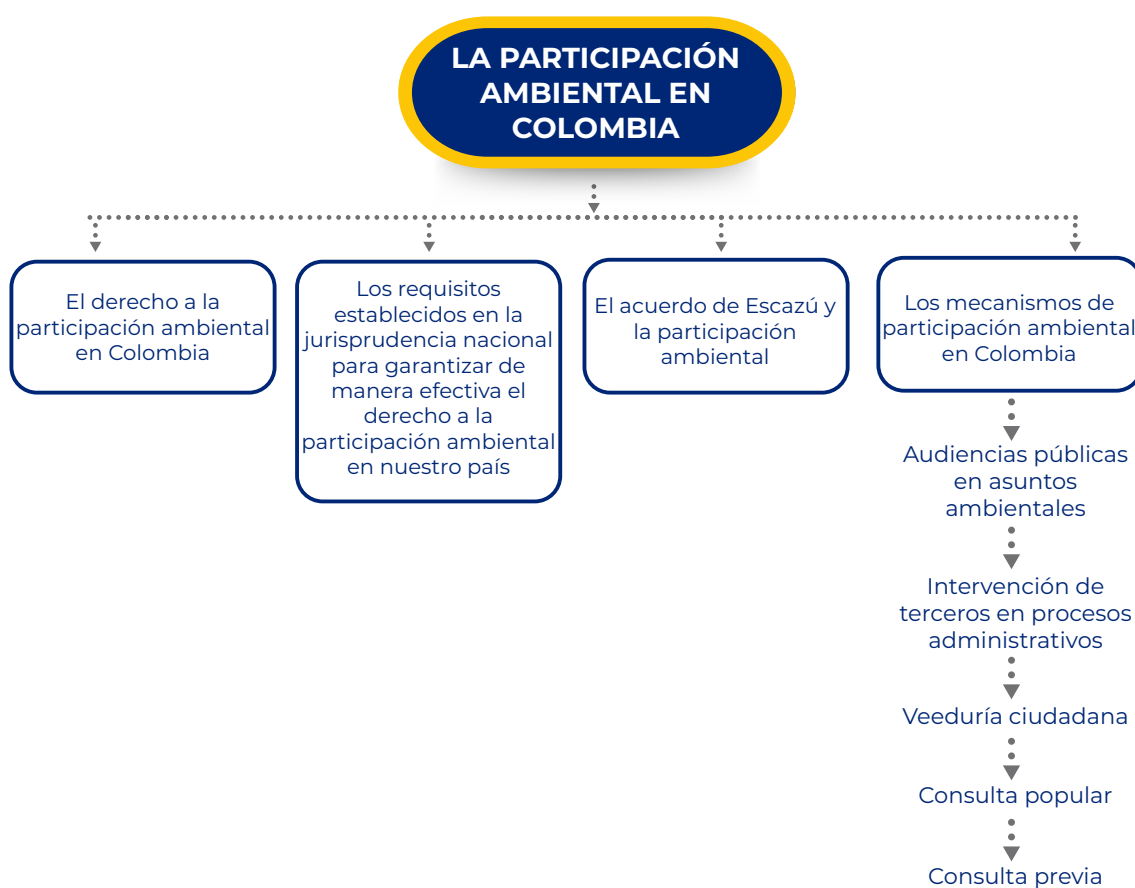 LA PARTICIPACIÓN
AMBIENTAL EN
COLOMBIA
El derecho a la
participación ambiental
en Colombia
Los requisitos
establecidos en la
jurisprudencia nacional
para garantizar de
manera efectiva el
derecho a la
participación ambiental
en nuestro país
El acuerdo de Escazú y
la participación
ambiental
Los mecanismos de
participación ambiental
en Colombia
Audiencias públicas
en asuntos
ambientales
Intervención de
terceros en procesos
administrativos
Veeduría ciudadana
Consulta popular
Consulta previa